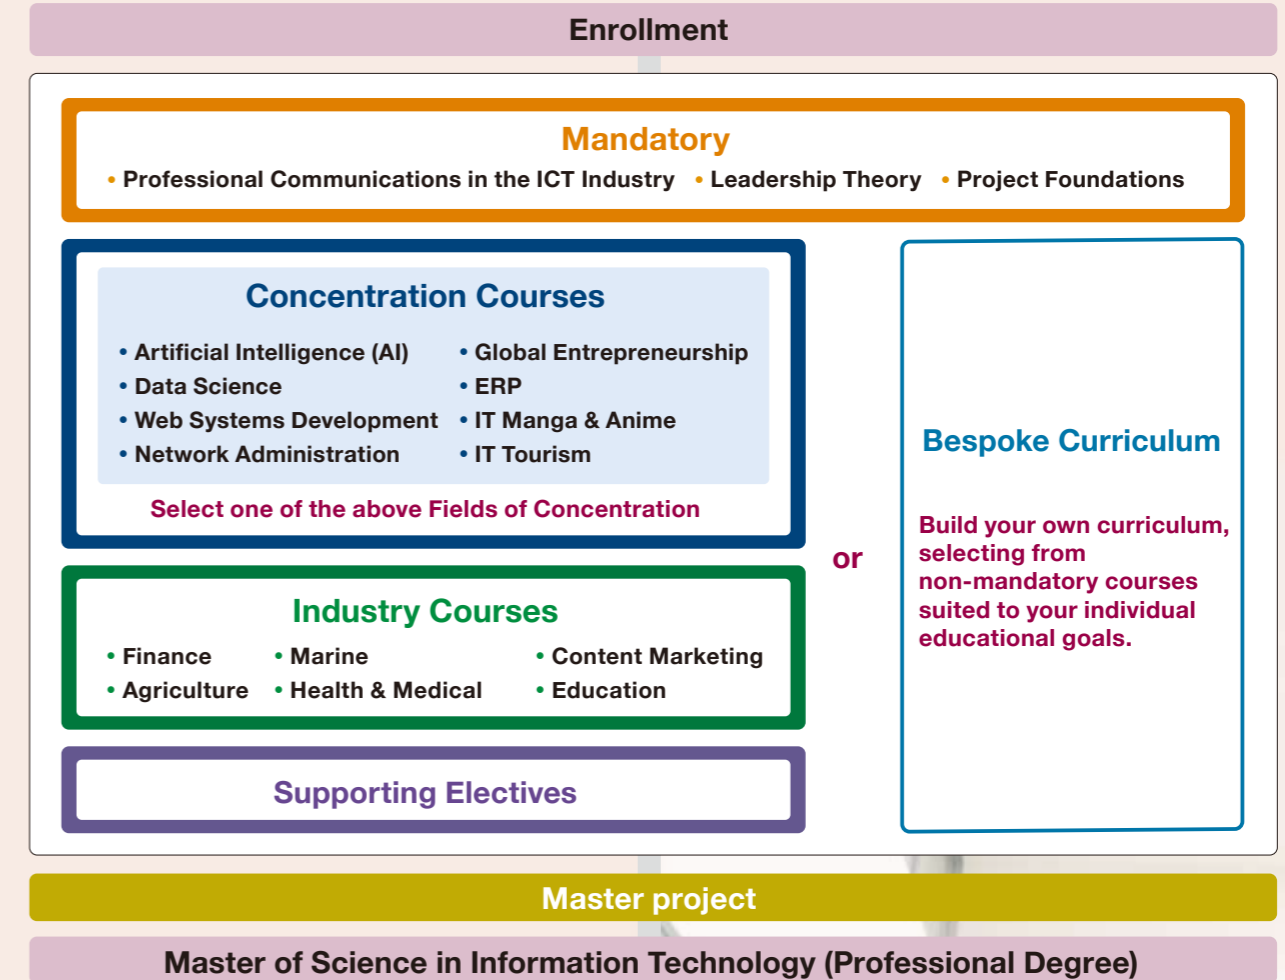 Enrollment
Mandatory
• Professional Communications in the ICT Industry • Leadership Theory • Project Foundations
Concentration Courses
• Artificial Intelligence (AI)
• Data Science
• Web Systems Development
• Network Administration
• Global Entrepreneurship
• ERP
• IT Manga & Anime
• IT Tourism
Select one of the above Fields of Concentration
Industry Courses
• Finance • Marine • Content Marketing
• Agriculture • Health & Medical • Education
Supporting Electives
or
Bespoke Curriculum
Build your own curriculum,
selecting from
non-mandatory courses
suited to your individual
educational goals.
Master project
Master of Science in Information Technology (Professional Degree)